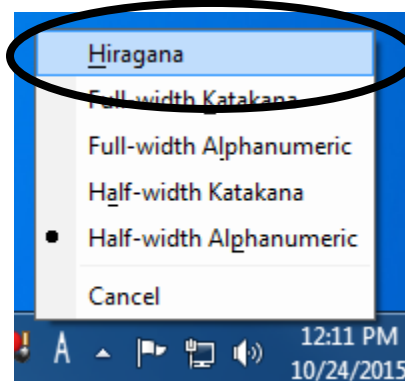 Hiragana
Full-width Katakana
Full-width Alphanumeric
Half-width Katakana
Half-width Alphanumeric
Cancel
A
12:11 PM
10/24/2015